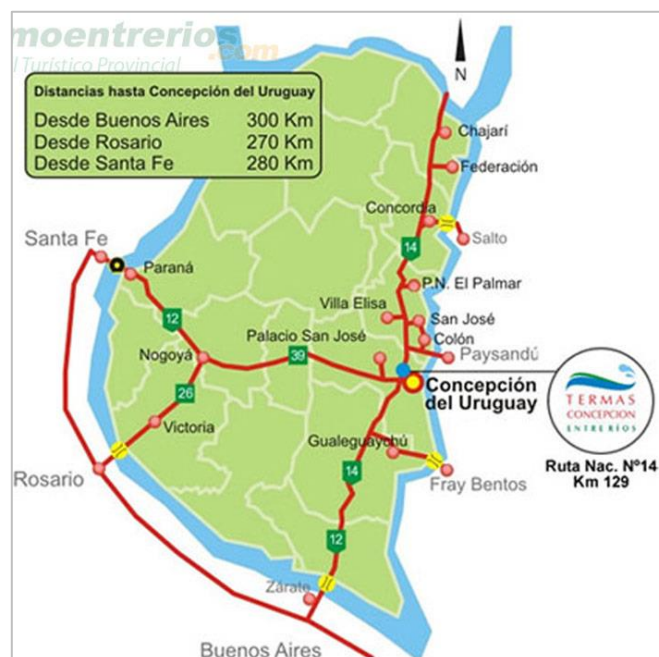 moentrerios
.com
l Turístico Provincial
Distancias hasta Concepción del Uruguay
Desde Buenos Aires 300 Km
Desde Rosario 270 Km
Desde Santa Fe 280 Km
N
Chajarí
Federación
Concordia
Salto
14
Santa Fe
Paraná
P.N. El Palmar
Villa Elisa
San José
12
Palacio San José
Colón
Nogoyá
39
Paysandú
Concepción
del Uruguay
TERMAS
CONCEPCION
ENTRE RÍOS
26
Victoria
Gualeguaychú
Ruta Nac. Nº14
Km 129
Rosario
14
Fray Bentos
12
Zárate
Buenos Aires